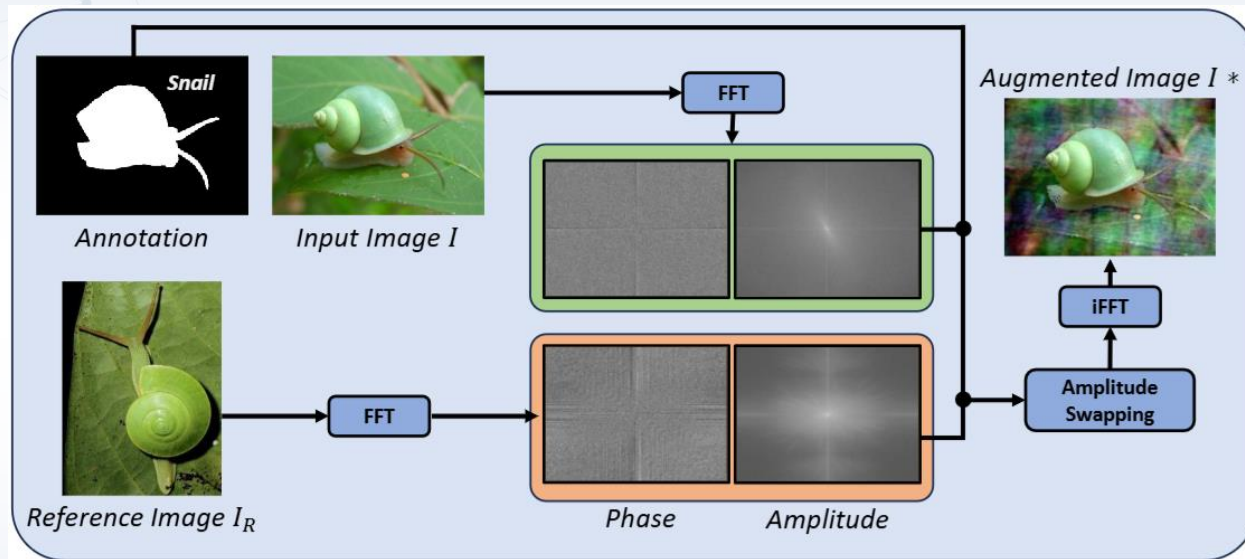 Snail
Annotation
Input Image I
FFT
Augmented Image I *
Reference Image I_R
FFT
Phase
Amplitude
iFFT
Amplitude
Swapping